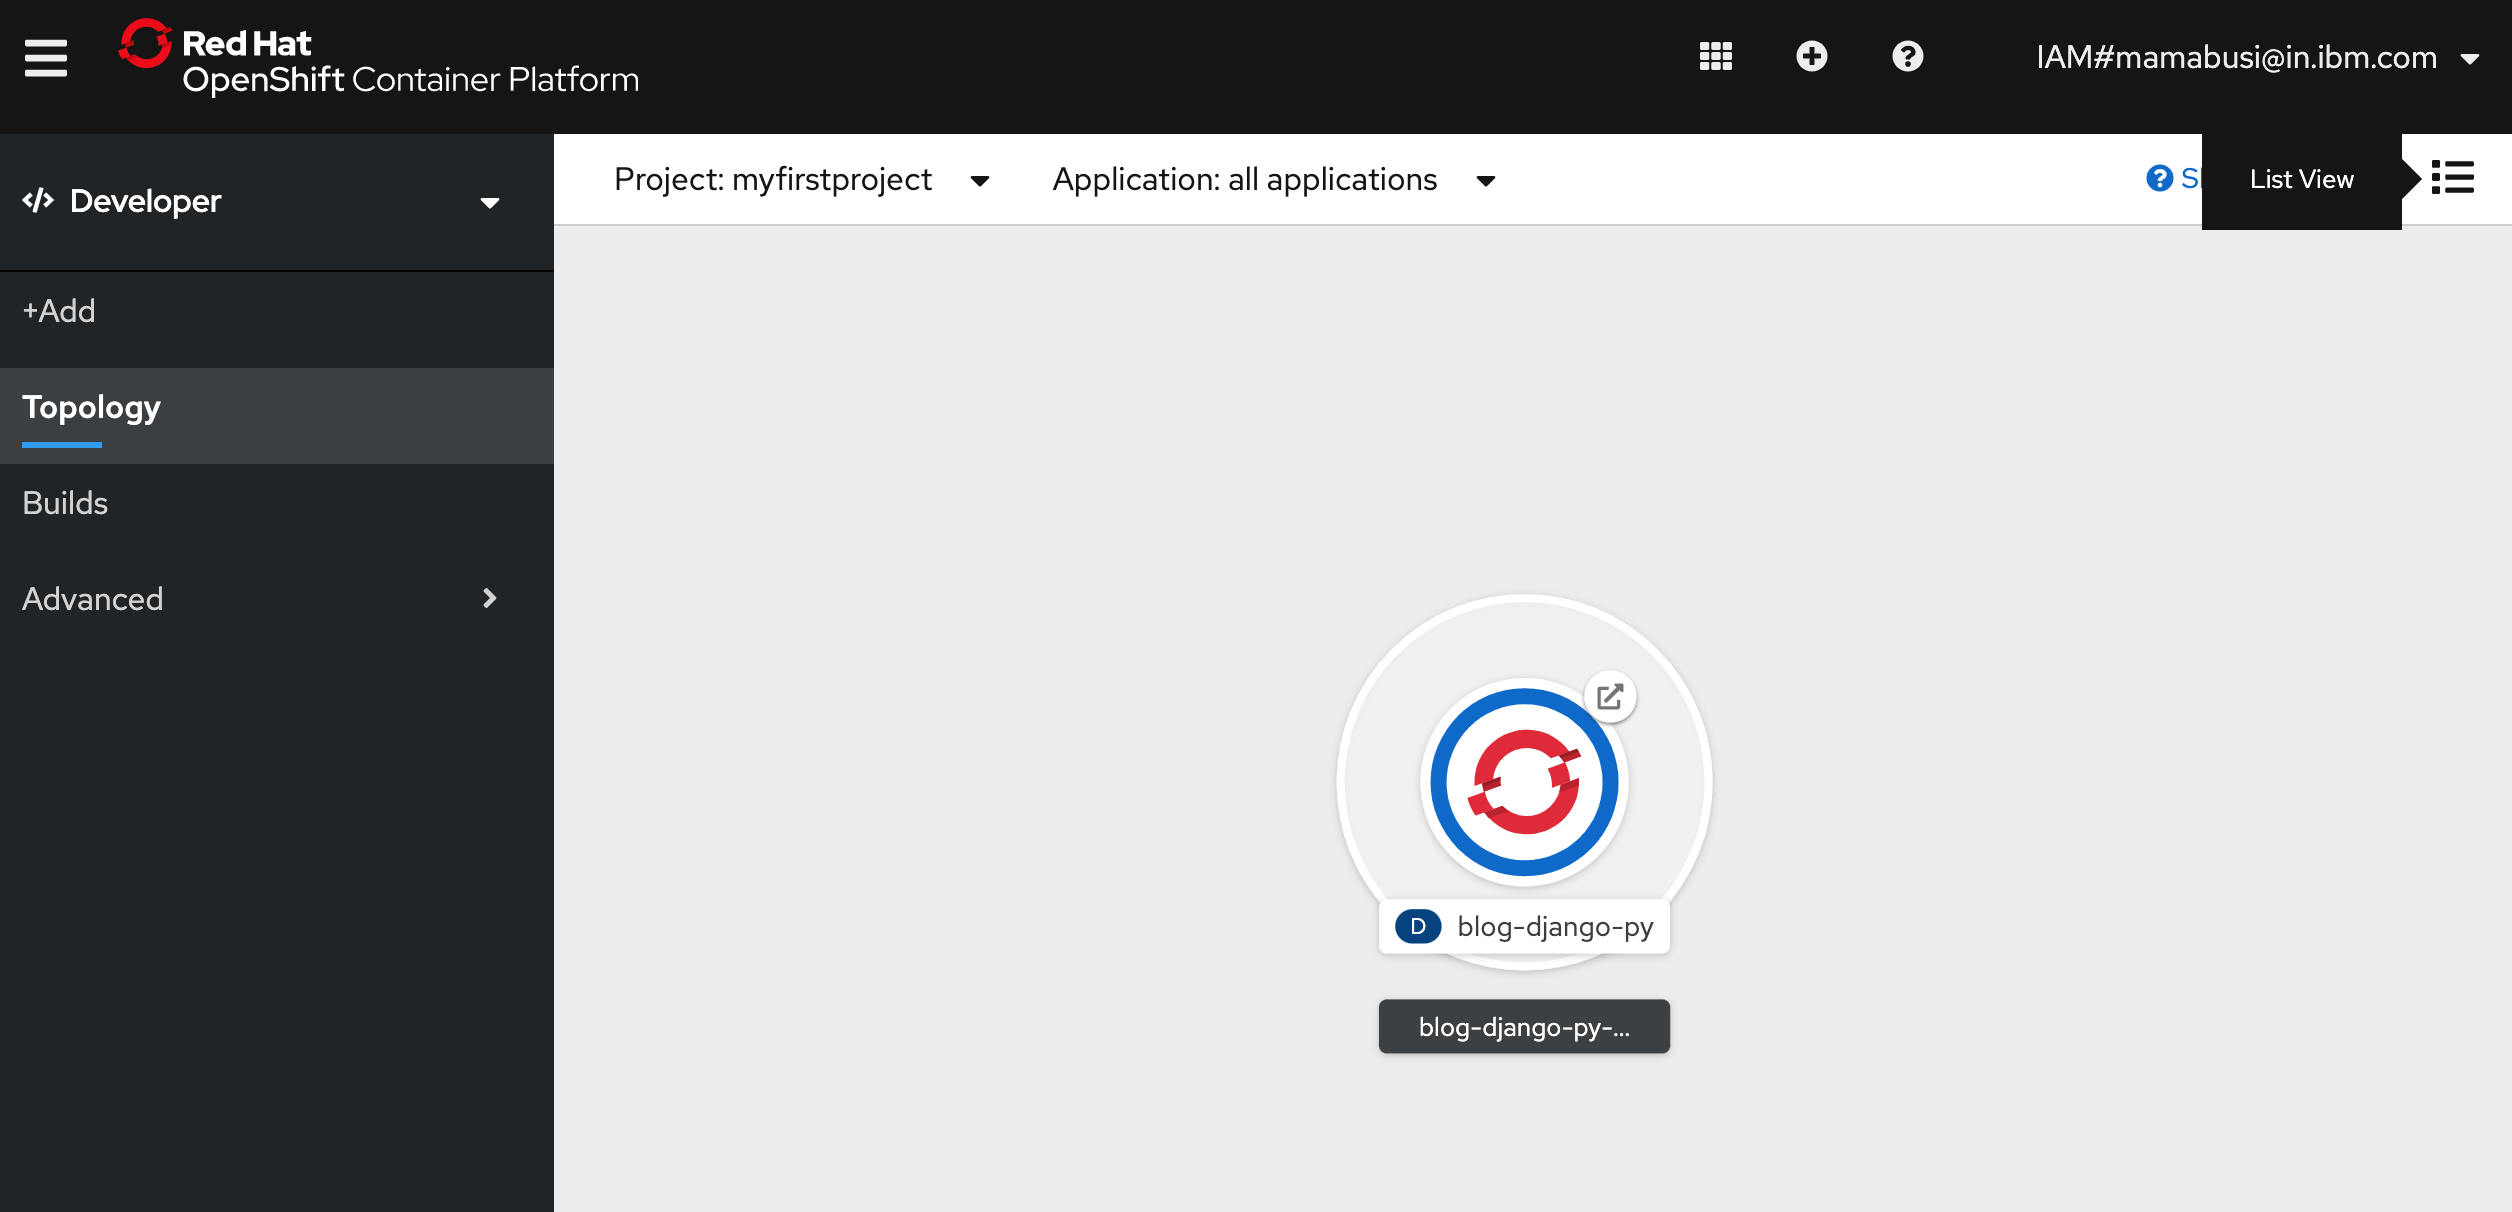 Red Hat
OpenShift Container Platform
IAM#mamabusi@in.ibm.com
Developer
Project: myfirstproject
Application: all applications
List View
+Add
Topology
Builds
Advanced
D blog-django-py
blog-django-py-...